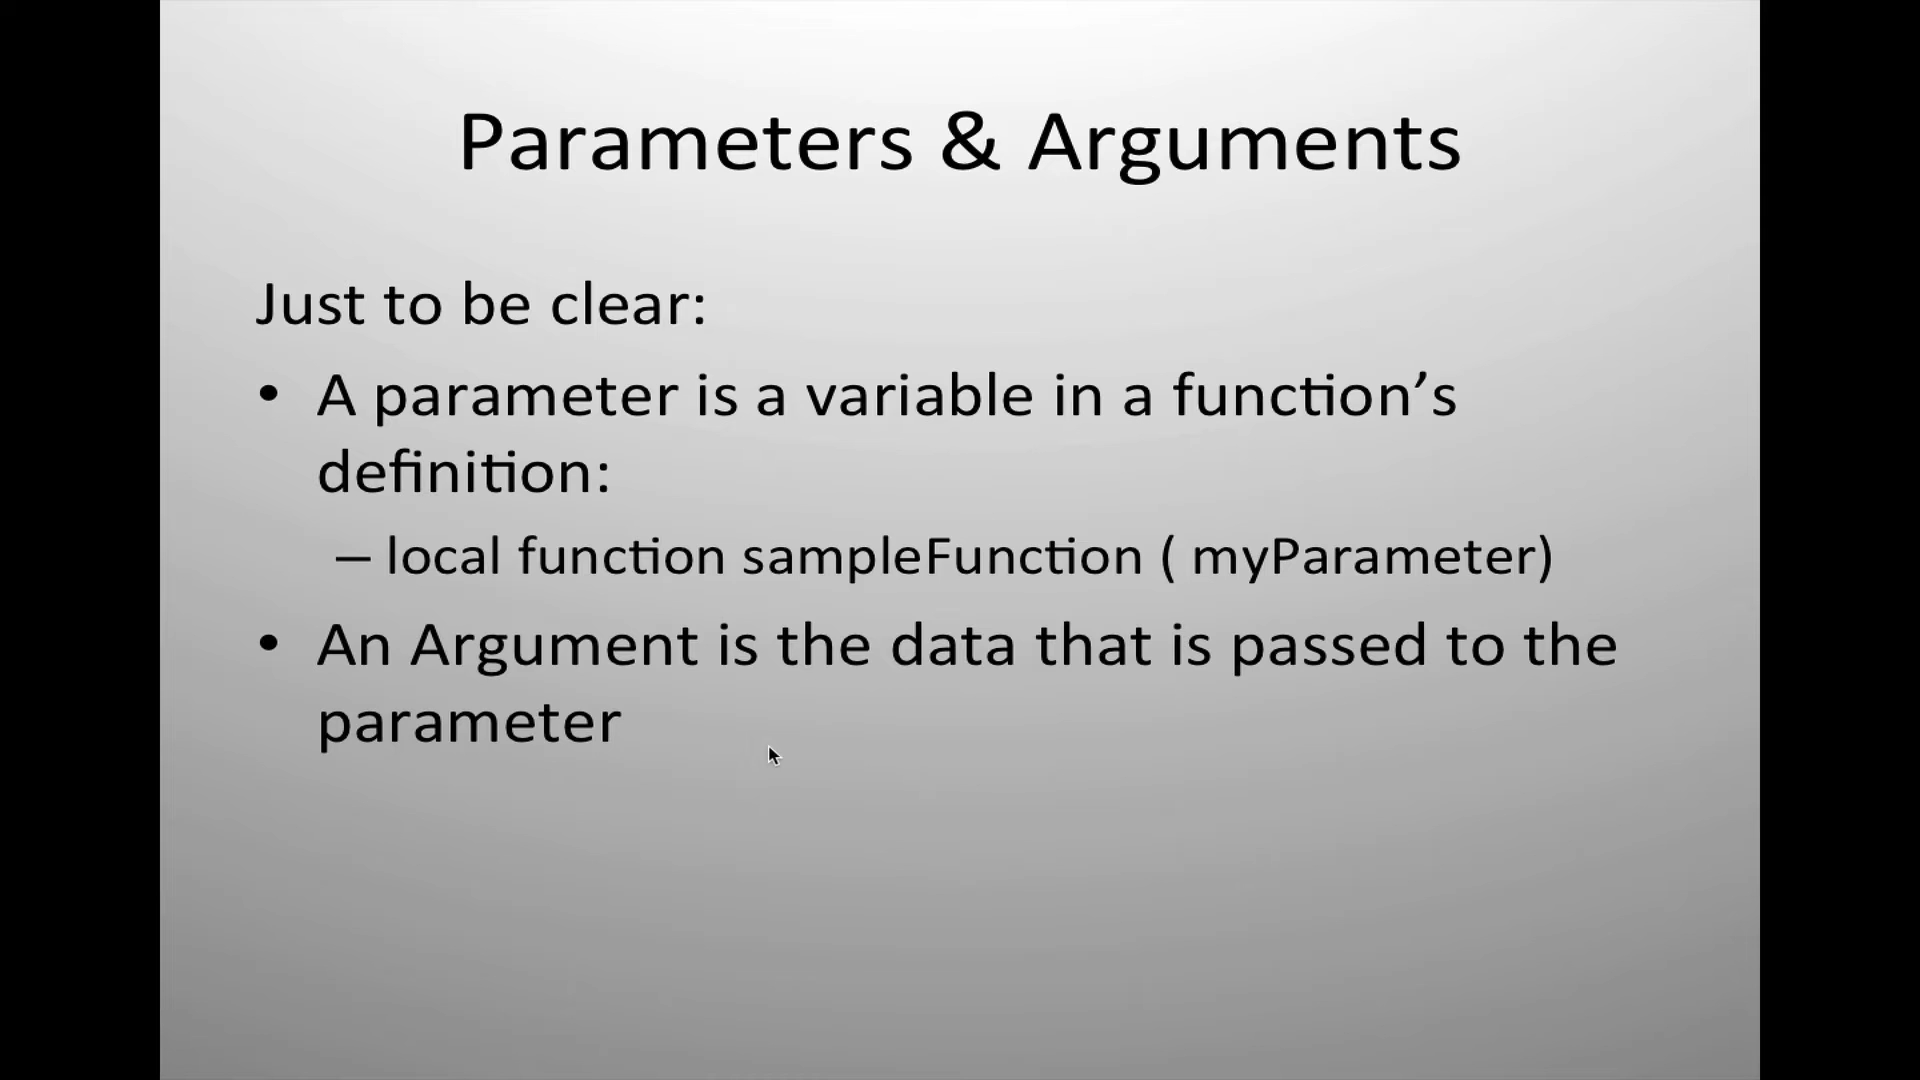 Parameters & Arguments
Just to be clear:
• A parameter is a variable in a function’s
definition:
– local function sampleFunction ( myParameter)
• An Argument is the data that is passed to the
parameter